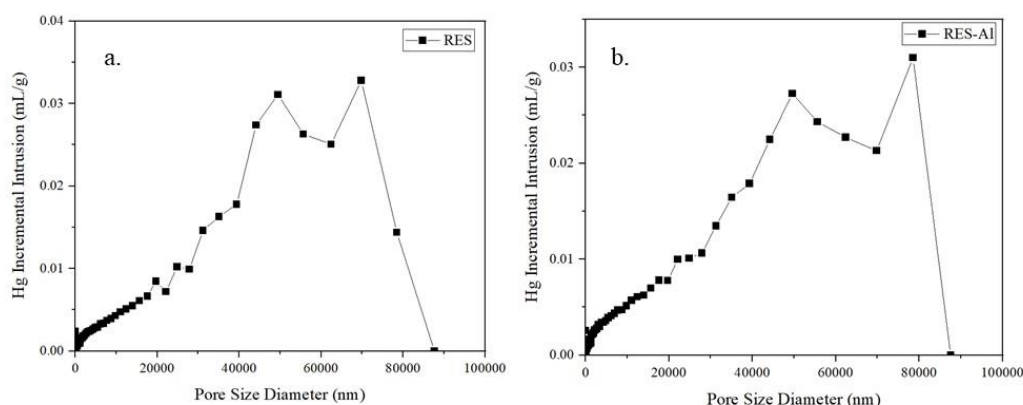 a.
RES
Hg Incremental Intrusion (mL/g)
0.04
0.03
0.02
0.01
0.00
0 20000 40000 60000 80000 100000
Pore Size Diameter (nm)
b.
RES-Al
Hg Incremental Intrusion (mL/g)
0.03
0.02
0.01
0.00
0 20000 40000 60000 80000 100000
Pore Size Diameter (nm)